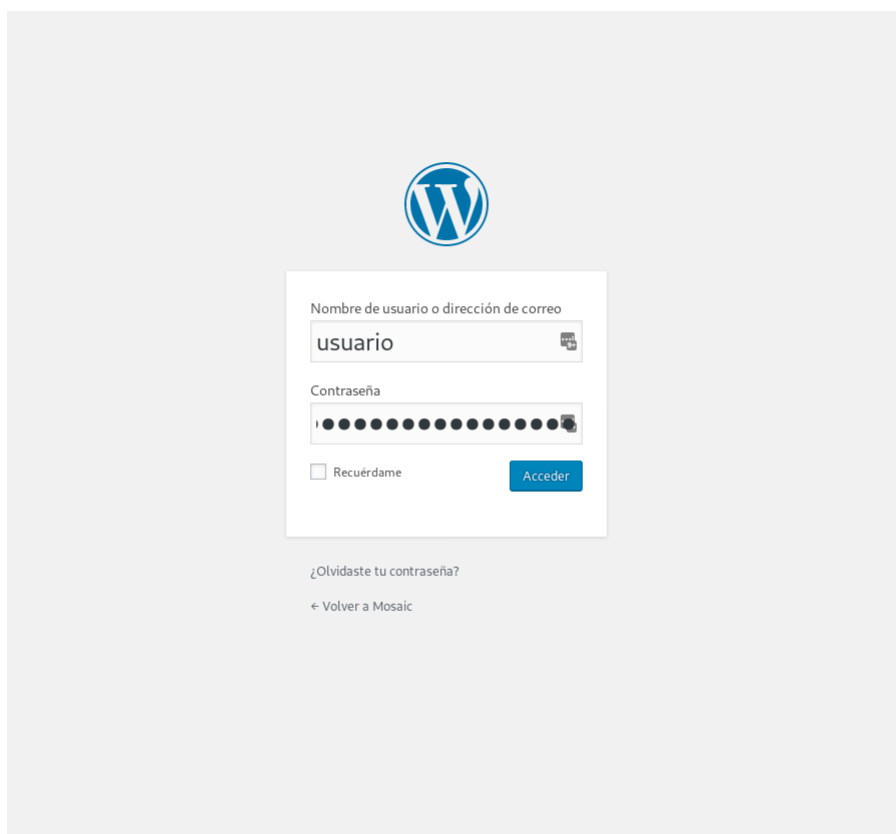 Nombre de usuario o dirección de correo
usuario
Contraseña
Recuérdame
Acceder
¿Olvidaste tu contraseña?
← Volver a Mosaic